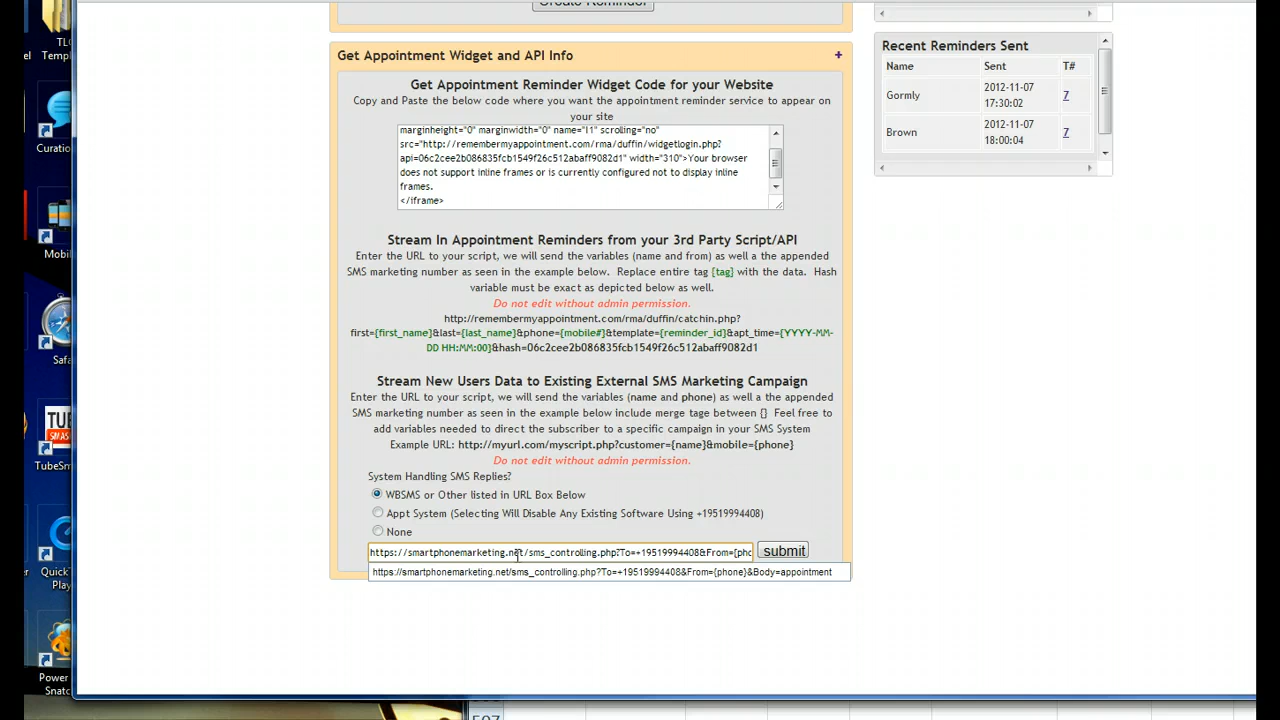 TLC
Templ
Create Reminder
Get Appointment Widget and API Info
+
Get Appointment Reminder Widget Code for your Website
Copy and Paste the below code where you want the appointment reminder service to appear on
your site
marginheight="0" marginwidth="0" name="I1" scrolling="no"
src="http://remembermyappointment.com/rma/duffin/widgetlogin.php?
api=06c2cee2b086835fcb1549f26c512abaff9082d1" width="310">Your browser
does not support inline frames or is currently configured not to display inline
frames.
</iframe>
Stream In Appointment Reminders from your 3rd Party Script/API
Enter the URL to your script, we will send the variables (name and from) as well a the appended
SMS marketing number as seen in the example below. Replace entire tag {tag} with the data. Hash
variable must be exact as depicted below as well.
Do not edit without admin permission.
http://remembermyappointment.com/rma/duffin/catchin.php?
first={first_name}&last={last_name}&phone={mobile#}&template={reminder_id}&apt_time={YYYY-MM-
DD HH:MM:00}&hash=06c2cee2b086835fcb1549f26c512abaff9082d1
Stream New Users Data to Existing External SMS Marketing Campaign
Enter the URL to your script, we will send the variables (name and phone) as well a the appended
SMS marketing number as seen in the example below include merge tage between {} Feel free to
add variables needed to direct the subscriber to a specific campaign in your SMS System
Example URL: http://myurl.com/myscript.php?customer={name}&mobile={phone}
Do not edit without admin permission.
System Handling SMS Replies?
WBSMS or Other listed in URL Box Below
Appt System (Selecting Will Disable Any Existing Software Using +19519994408)
None
https://smartphonemarketing.net/sms_controlling.php?To=+19519994408&From={pho
submit
https://smartphonemarketing.net/sms_controlling.php?To=+19519994408&From={phone}&Body=appointment
Recent Reminders Sent
Name Sent T#
Gormly 2012-11-07 17:30:02 7
Brown 2012-11-07 18:00:04 7
Curation
Mobil
Safa
TUBE
SMAS
TubeSm
QuickT
Play
Power
Snatc
507